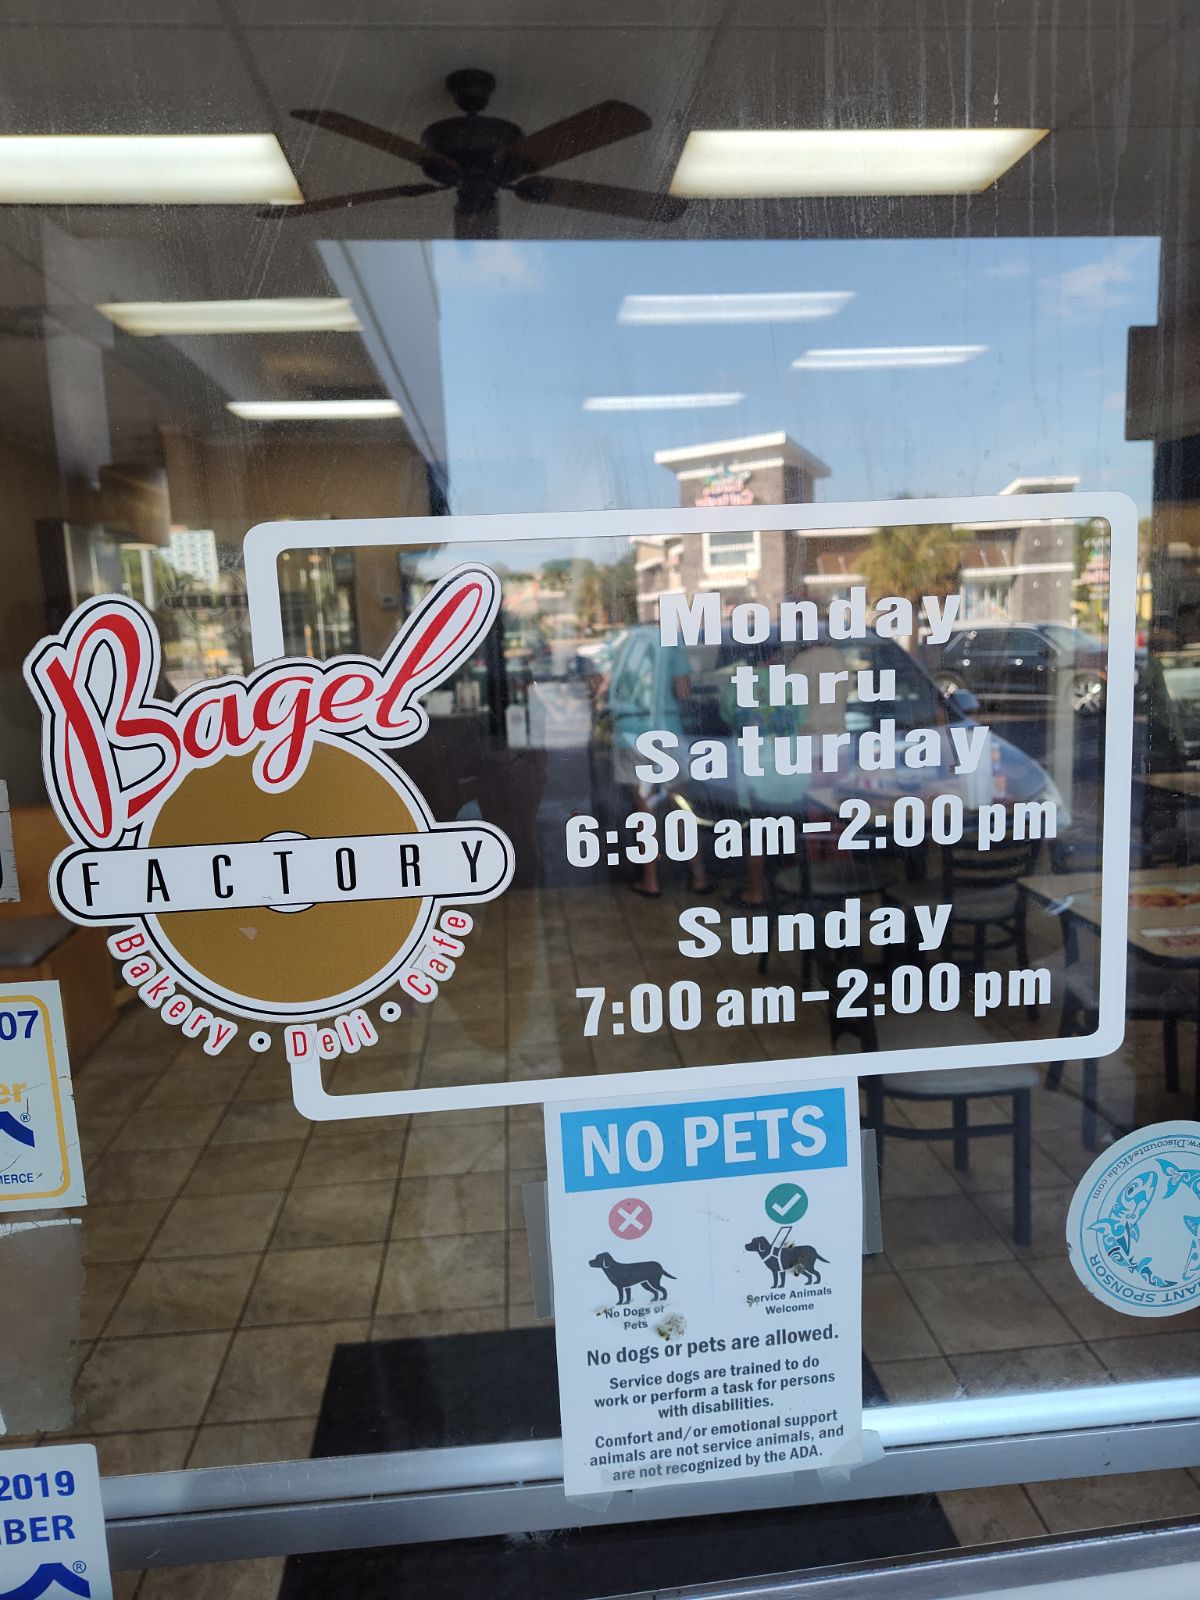 Bagel
FACTORY
Bakery • Deli • Cafe
Monday
thru
Saturday
6:30 am-2:00 pm
Sunday
7:00 am-2:00 pm
NO PETS
No Dogs or
Pets
Service Animals
Welcome
No dogs or pets are allowed.
Service dogs are trained to do
work or perform a task for persons
with disabilities.
Comfort and/or emotional support
animals are not service animals, and
are not recognized by the ADA.
07
®
2019
®
SPONSOR